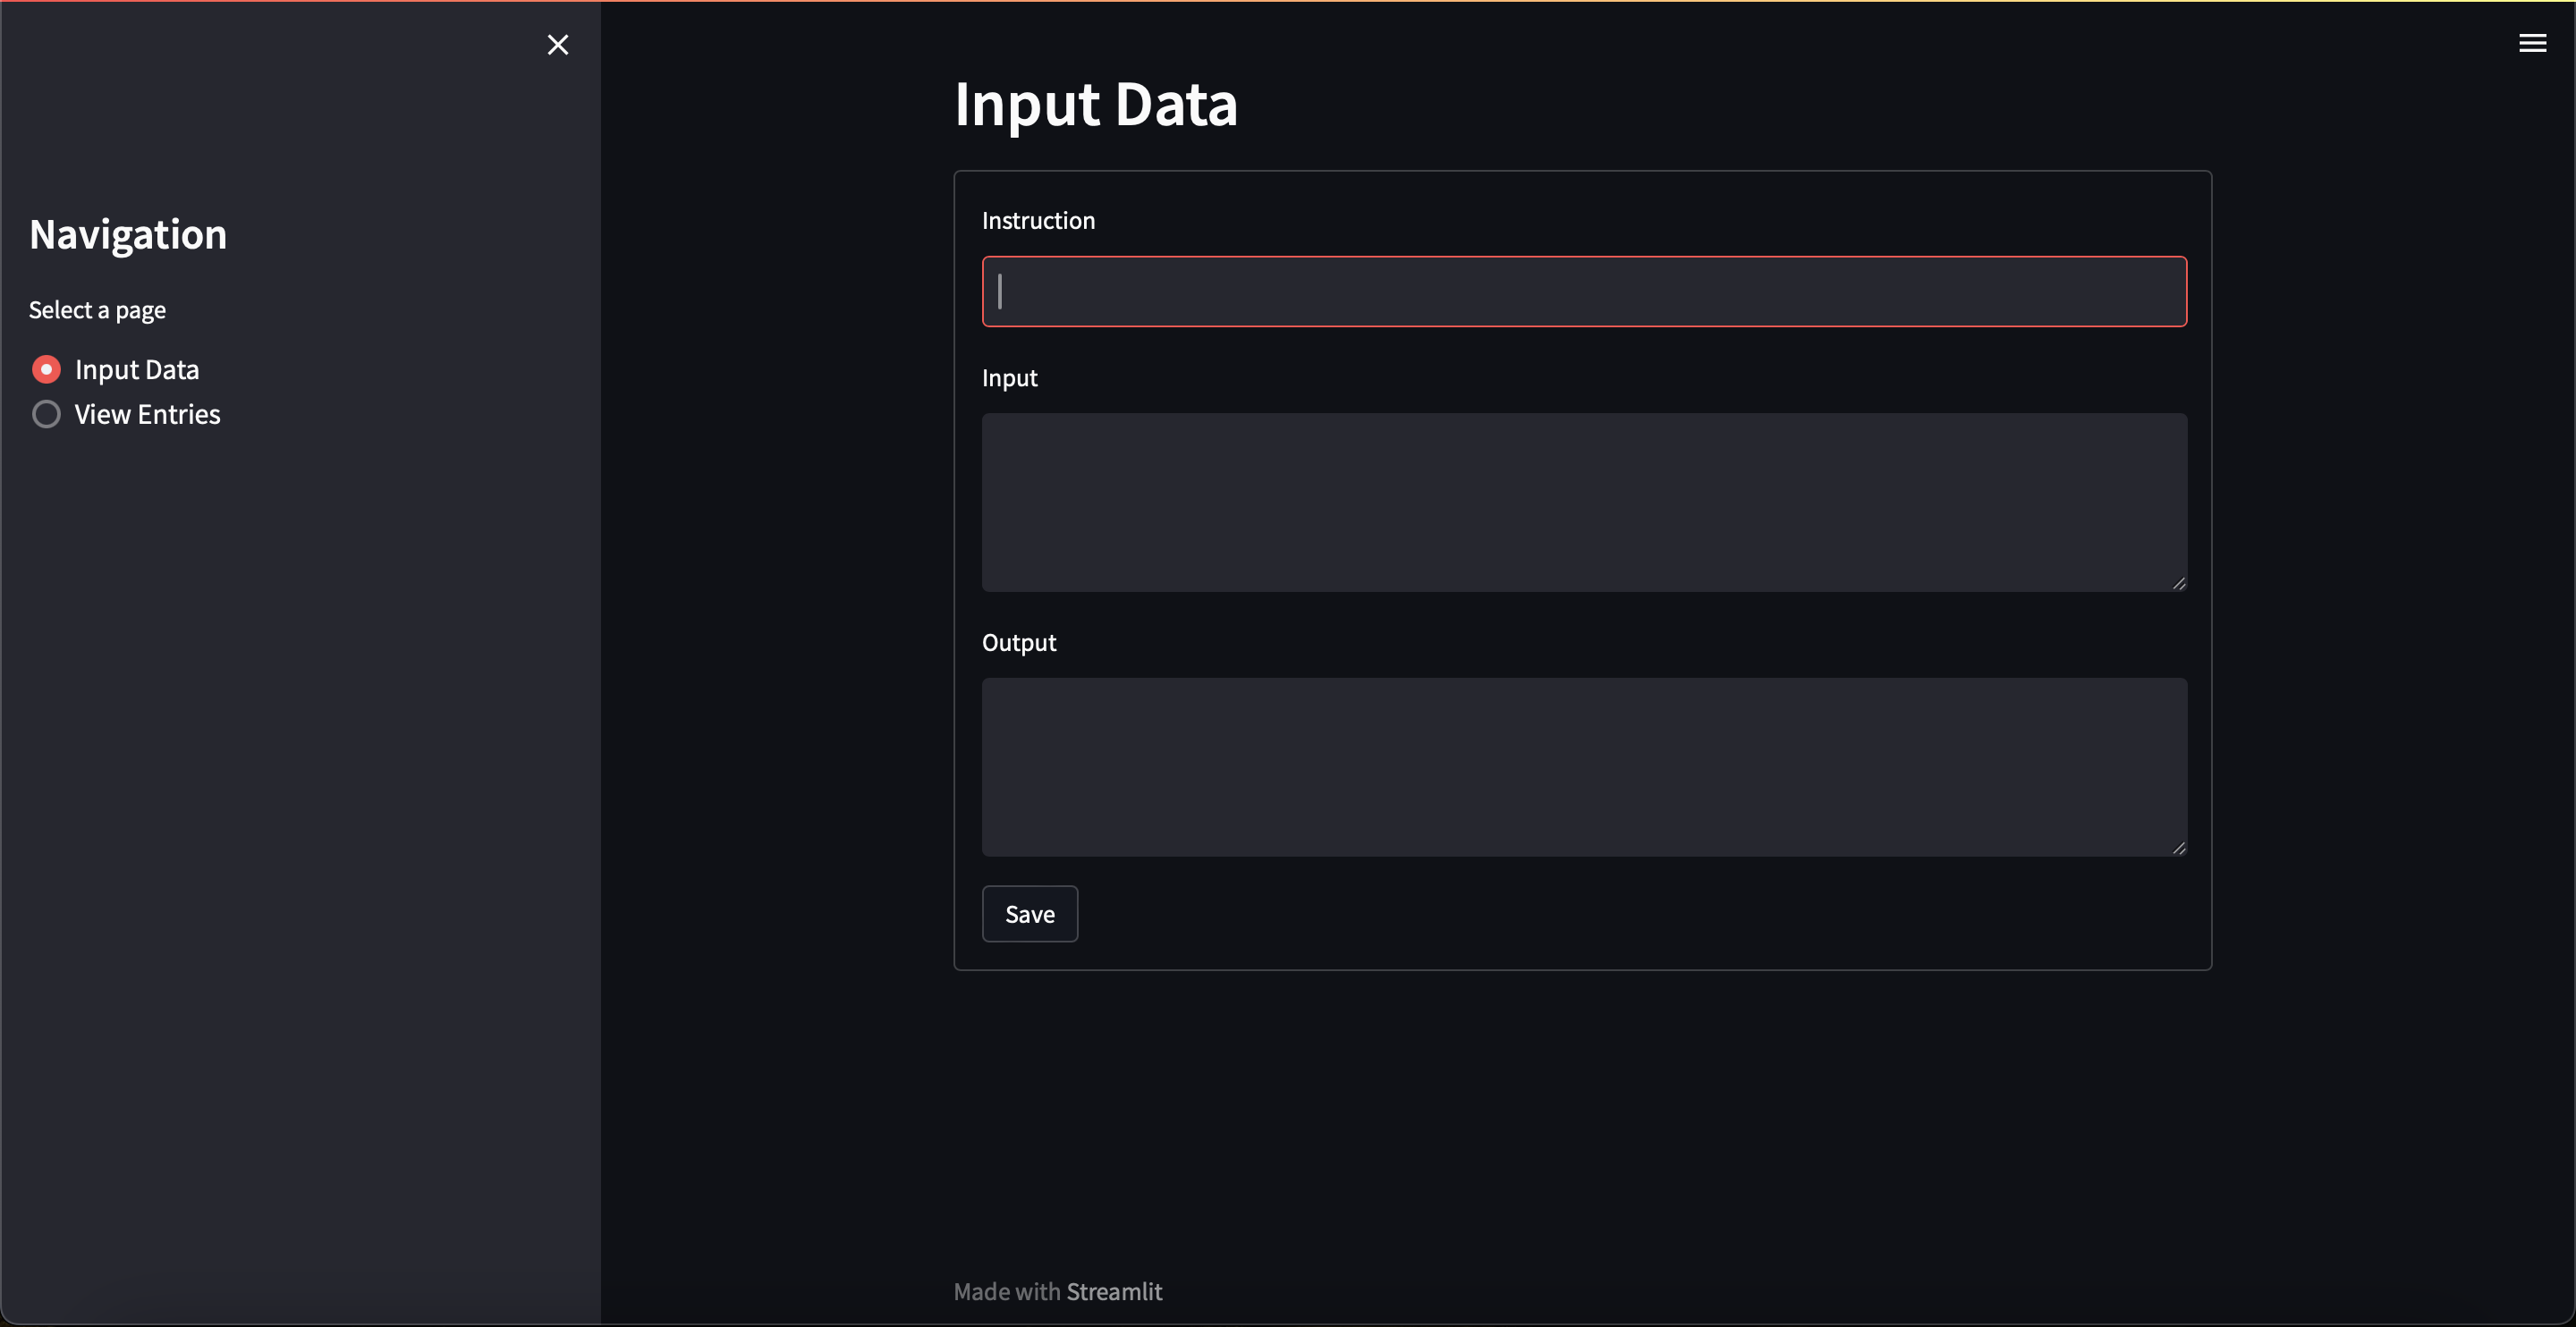 Navigation
Select a page
Input Data
View Entries
Input Data
Instruction
Input
Output
Save
Made with Streamlit